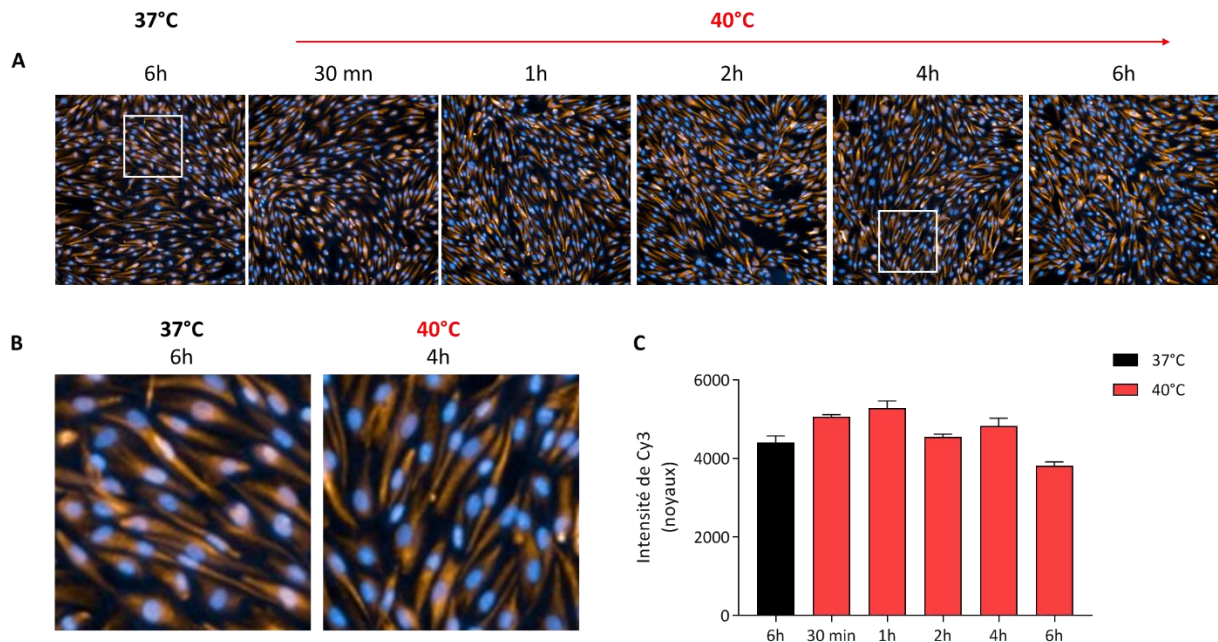 37°C
40°C
A
6h
30 mn
1h
2h
4h
6h
B
37°C
6h
40°C
4h
C
37°C
40°C
Intensité de Cy3
(noyaux)
6000
4000
2000
0
6h
30 min
1h
2h
4h
6h